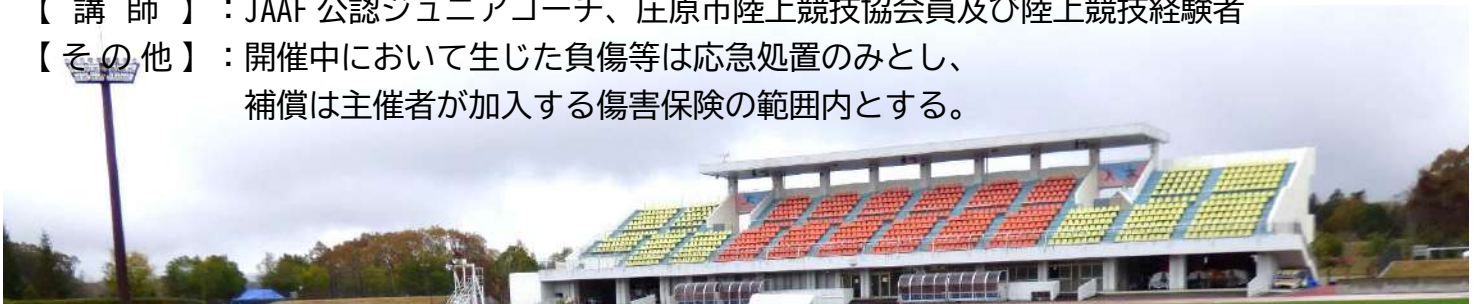 【 講 師 】:JAAF 公認ジュニアコーチ、庄原市陸上競技協会員及び陸上競技経験者
【 その他 】:開催中において生じた負傷等は応急処置のみとし、
補償は主催者が加入する傷害保険の範囲内とする。